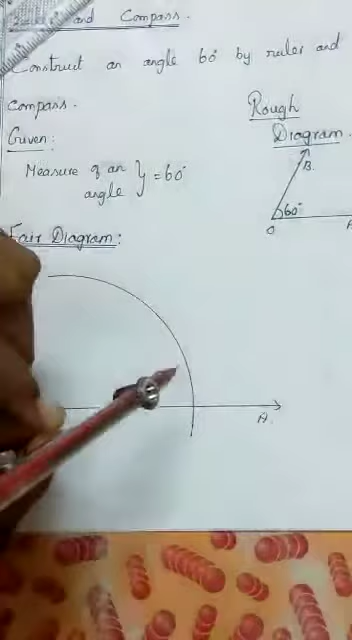 and Compass.
Construct an angle 60° by ruler and
compass.
Given:
Measure of an angle } = 60°
Rough
Diagram.
B
60°
O
Fair Diagram:
A